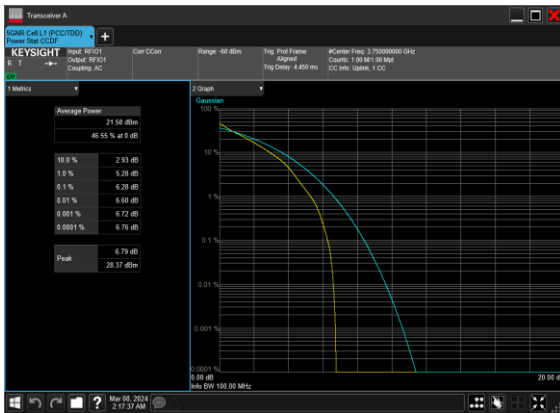 Transceiver A
5GNR Cell L1 (PCC/TDD)
Power Stat CCDF
KEYSIGHT
R T
Input: RFIO1
Output: RFIO1
Coupling: AC
Corr CCorr
Range: -60 dBm
Trig: Prot Frame
Aligned
Trig Delay: 4.450 ms
#Center Freq: 3.750000000 GHz
Counts: 1.00 M/1.00 Mpt
CC Info: Uplink, 1 CC
1 Metrics
Average Power
21.58 dBm
46.55 % at 0 dB
10.0 % 2.93 dB
1.0 % 5.28 dB
0.1 % 6.28 dB
0.01 % 6.60 dB
0.001 % 6.72 dB
0.0001 % 6.76 dB
Peak 6.79 dB
28.37 dBm
2 Graph
Gaussian
100 %
10 %
1 %
0.1 %
0.01 %
0.001 %
0.0001 %
0.00 dB
20.00 d
Info BW 100.00 MHz
Mar 08, 2024
2:17:37 AM